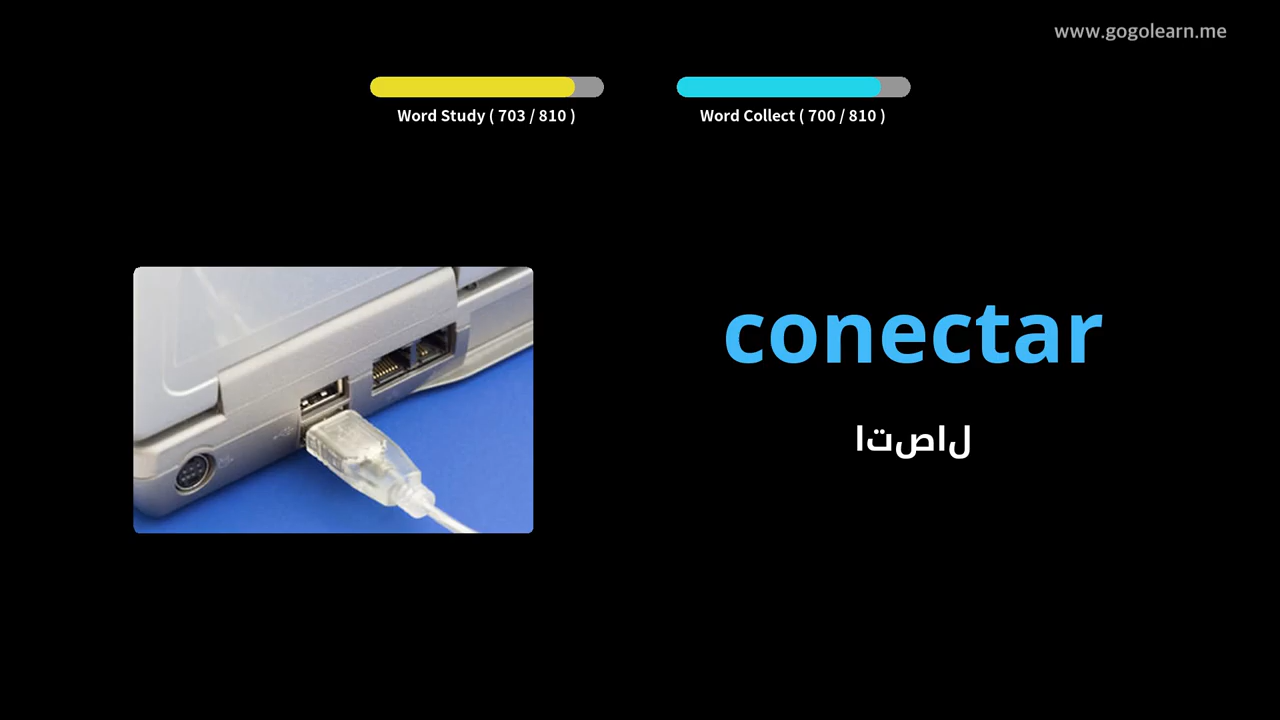 www.gogolearn.me
Word Study ( 703 / 810 )
Word Collect ( 700 / 810 )
conectar
لاصتا